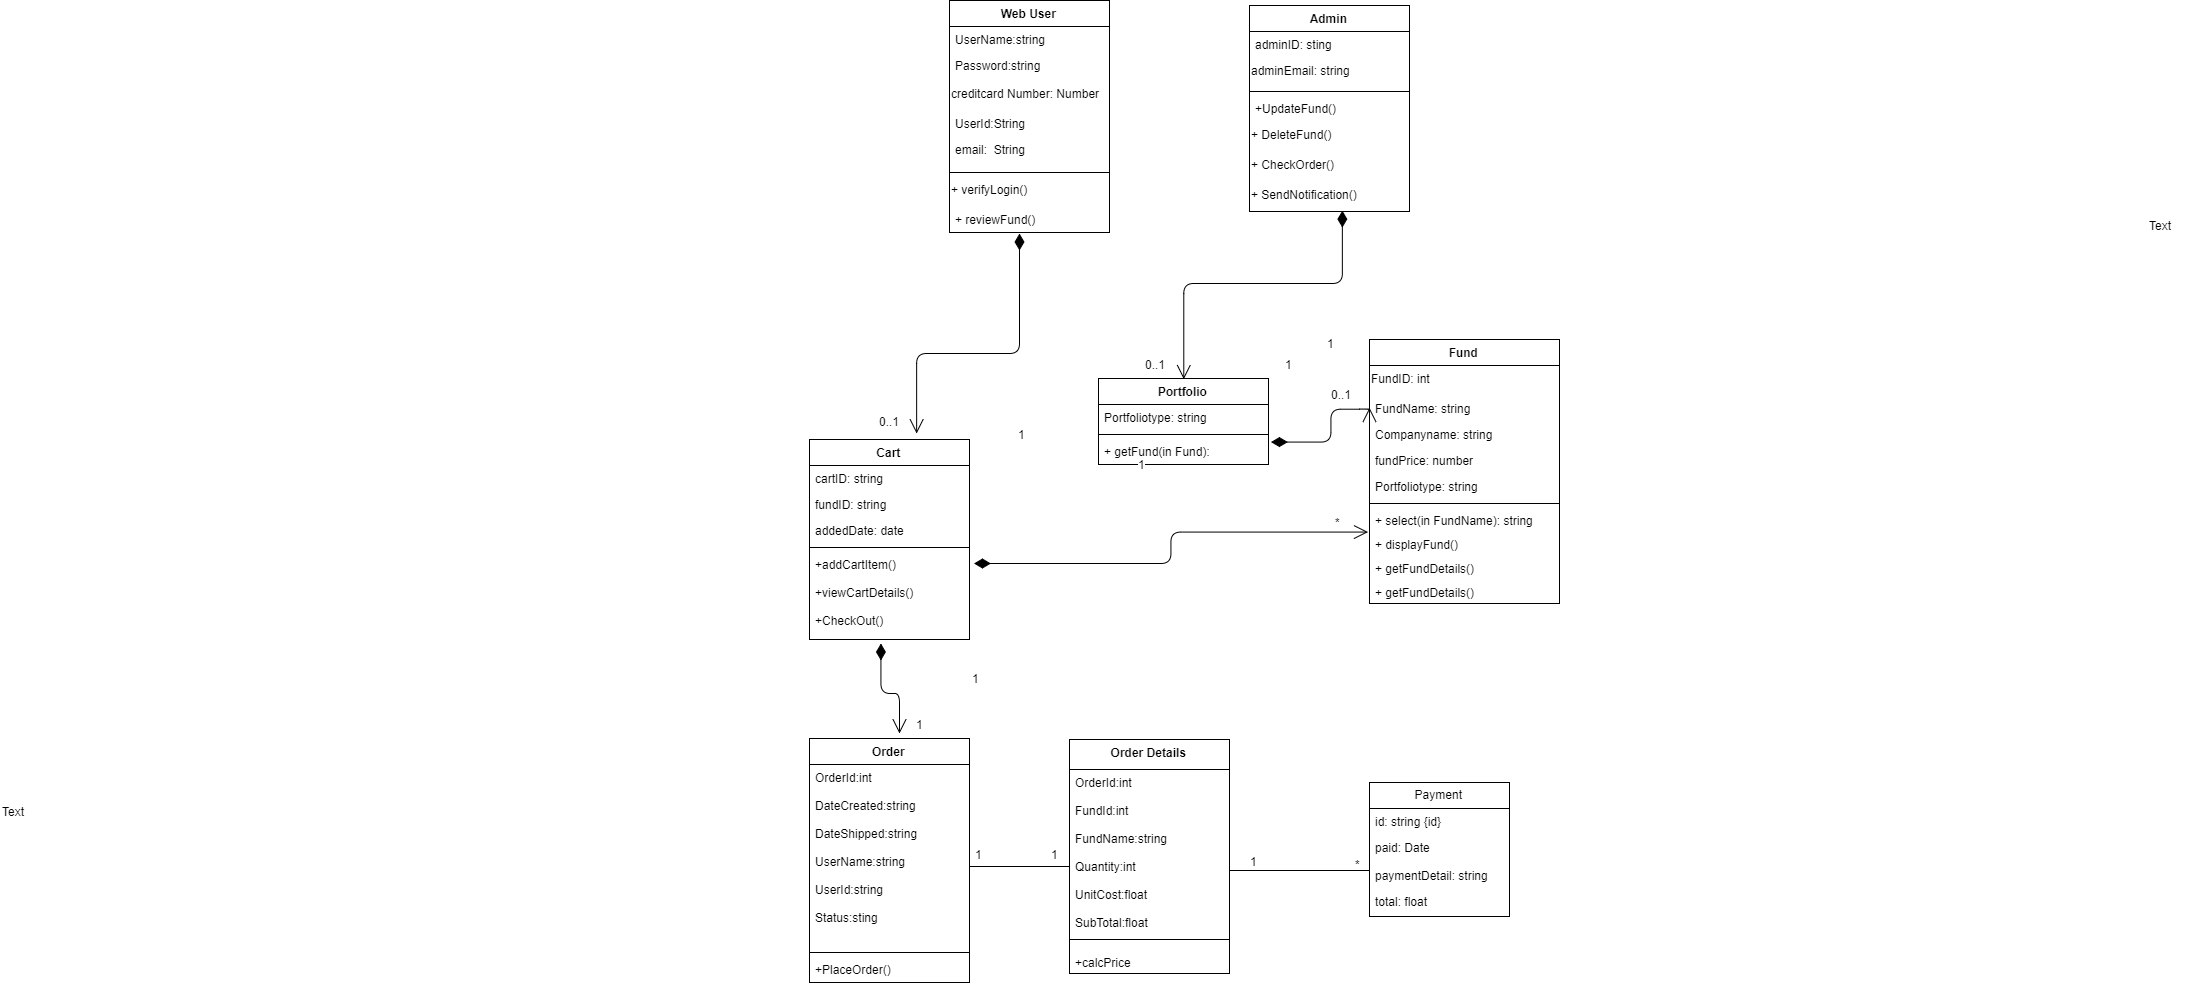 Web User
UserName:string
Password:string
creditcard Number: Number
UserId:String
email:  String
+ verifyLogin()
+ reviewFund()
Admin
adminID: sting
adminEmail: string
+UpdateFund()
+ DeleteFund()
+ CheckOrder()
+ SendNotification()
Text
0..1
1
1
0..1
Portfolio
Portfoliotype: string
+ getFund(in Fund):
1
Fund
FundID: int
FundName: string
Companyname: string
fundPrice: number
Portfoliotype: string
+ select(in FundName): string
+ displayFund()
+ getFundDetails()
+ getFundDetails()
0..1
1
Cart
cartID: string
fundID: string
addedDate: date
+addCartItem()
+viewCartDetails()
+CheckOut()
*
1
1
Order
OrderId:int
DateCreated:string
DateShipped:string
UserName:string
UserId:string
Status:sting
+PlaceOrder()
1
1
Order Details
OrderId:int
FundId:int
FundName:string
Quantity:int
UnitCost:float
SubTotal:float
+calcPrice
1
*
Payment
id: string {id}
paid: Date
paymentDetail: string
total: float
Text